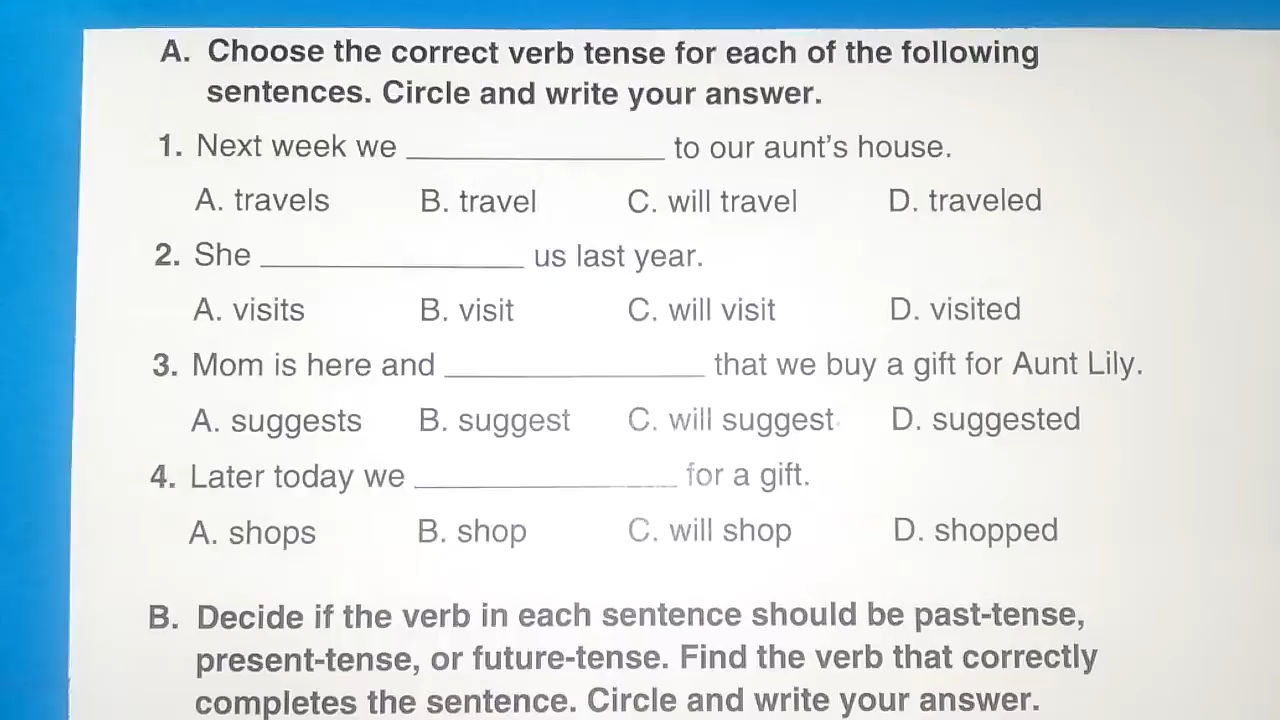 A. Choose the correct verb tense for each of the following
sentences. Circle and write your answer.
1. Next week we ______________ to our aunt's house.
A. travels B. travel C. will travel D. traveled
2. She ______________ us last year.
A. visits B. visit C. will visit D. visited
3. Mom is here and ______________ that we buy a gift for Aunt Lily.
A. suggests B. suggest C. will suggest D. suggested
4. Later today we ______________ for a gift.
A. shops B. shop C. will shop D. shopped
B. Decide if the verb in each sentence should be past-tense,
present-tense, or future-tense. Find the verb that correctly
completes the sentence. Circle and write your answer.